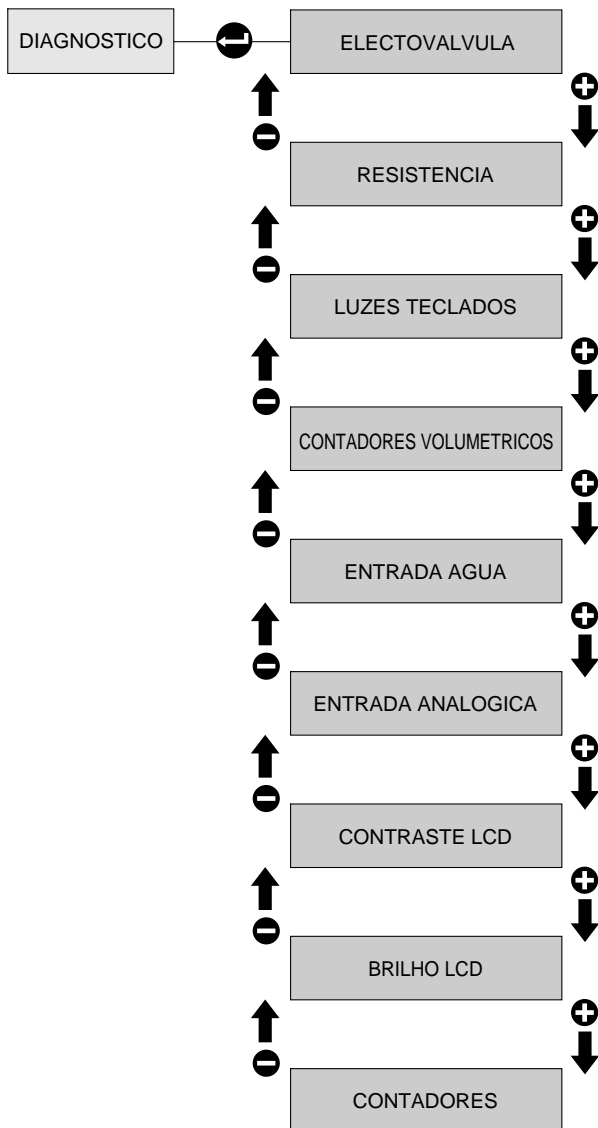 DIAGNOSTICO
ELECTOVALVULA
RESISTENCIA
LUZES TECLADOS
CONTADORES VOLUMETRICOS
ENTRADA AGUA
ENTRADA ANALOGICA
CONTRASTE LCD
BRILHO LCD
CONTADORES